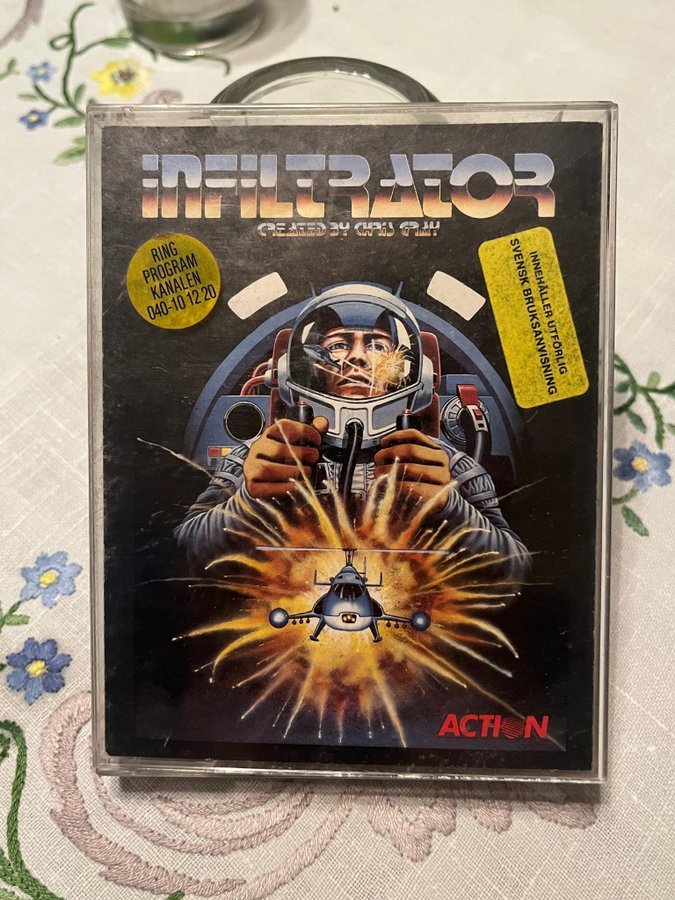 INFILTRATOR
CREATED BY CHRIS GRAY
RING
PROGRAM
KANALEN
040-10 12 20
INNEHÅLLER UTFÖRLIG
SVENSK BRUKSANVISNING
ACTION